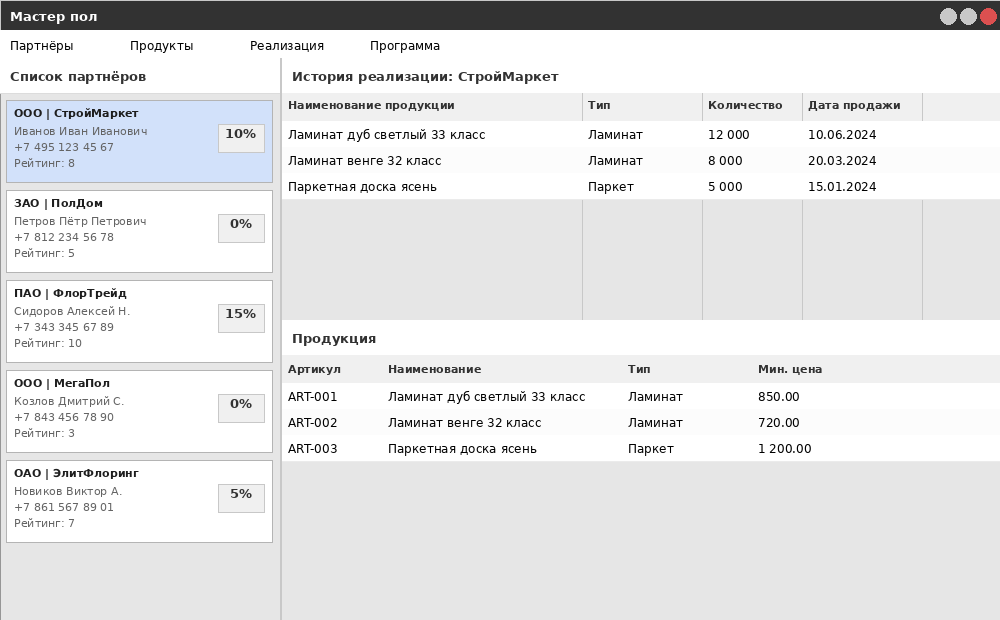 Мастер пол
Партнёры Продукты Реализация Программа
Список партнёров
ООО | СтройМаркет
Иванов Иван Иванович
10%
+7 495 123 45 67
Рейтинг: 8
ЗАО | ПолДом
Петров Пётр Петрович
0%
+7 812 234 56 78
Рейтинг: 5
ПАО | ФлорТрейд
Сидоров Алексей Н.
15%
+7 343 345 67 89
Рейтинг: 10
ООО | МегаПол
Козлов Дмитрий С.
0%
+7 843 456 78 90
Рейтинг: 3
ОАО | ЭлитФлоринг
Новиков Виктор А.
5%
+7 861 567 89 01
Рейтинг: 7
История реализации: СтройМаркет
Наименование продукции Тип Количество Дата продажи
Ламинат дуб светлый 33 класс Ламинат 12 000 10.06.2024
Ламинат венге 32 класс Ламинат 8 000 20.03.2024
Паркетная доска ясень Паркет 5 000 15.01.2024
Продукция
Артикул Наименование Тип Мин. цена
ART-001 Ламинат дуб светлый 33 класс Ламинат 850.00
ART-002 Ламинат венге 32 класс Ламинат 720.00
ART-003 Паркетная доска ясень Паркет 1 200.00